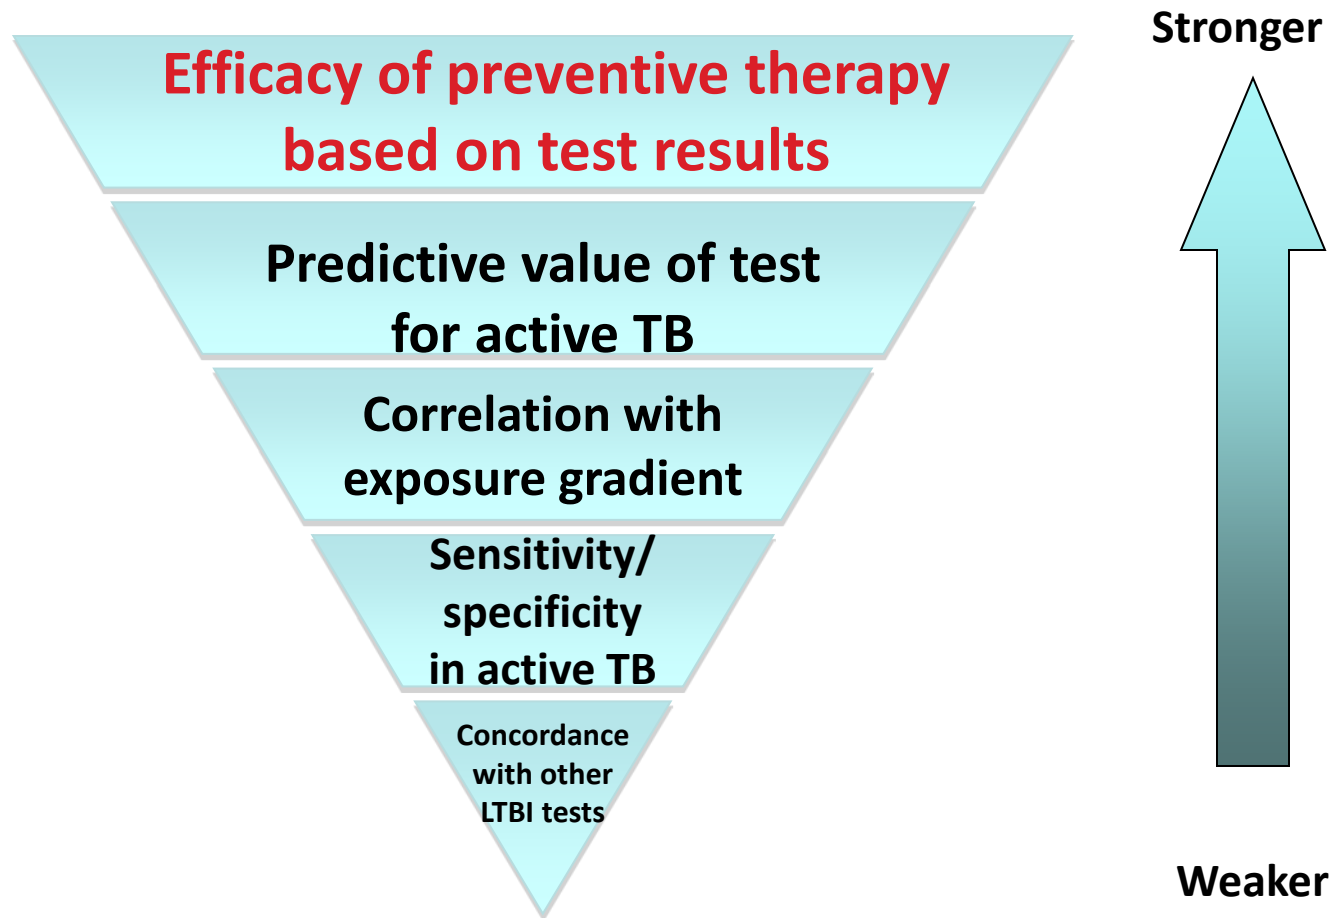 Stronger
Efficacy of preventive therapy
based on test results
Predictive value of test
for active TB
Correlation with
exposure gradient
Sensitivity/
specificity
in active TB
Concordance
with other
LTBI tests
Weaker